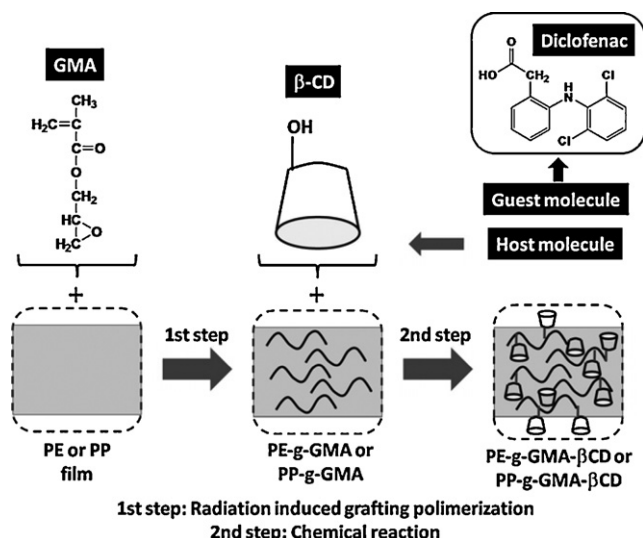 GMA
CH₃
H₂C
C=O
O
CH₂
HC
O
H₂C
+
β-CD
OH
+
Diclofenac
O
HO
CH₂
H
N
Cl
Cl
Guest molecule
Host molecule
1st step
2nd step
PE or PP
film
PE-g-GMA or
PP-g-GMA
PE-g-GMA-βCD or
PP-g-GMA-βCD
1st step: Radiation induced grafting polimerization
2nd step: Chemical reaction